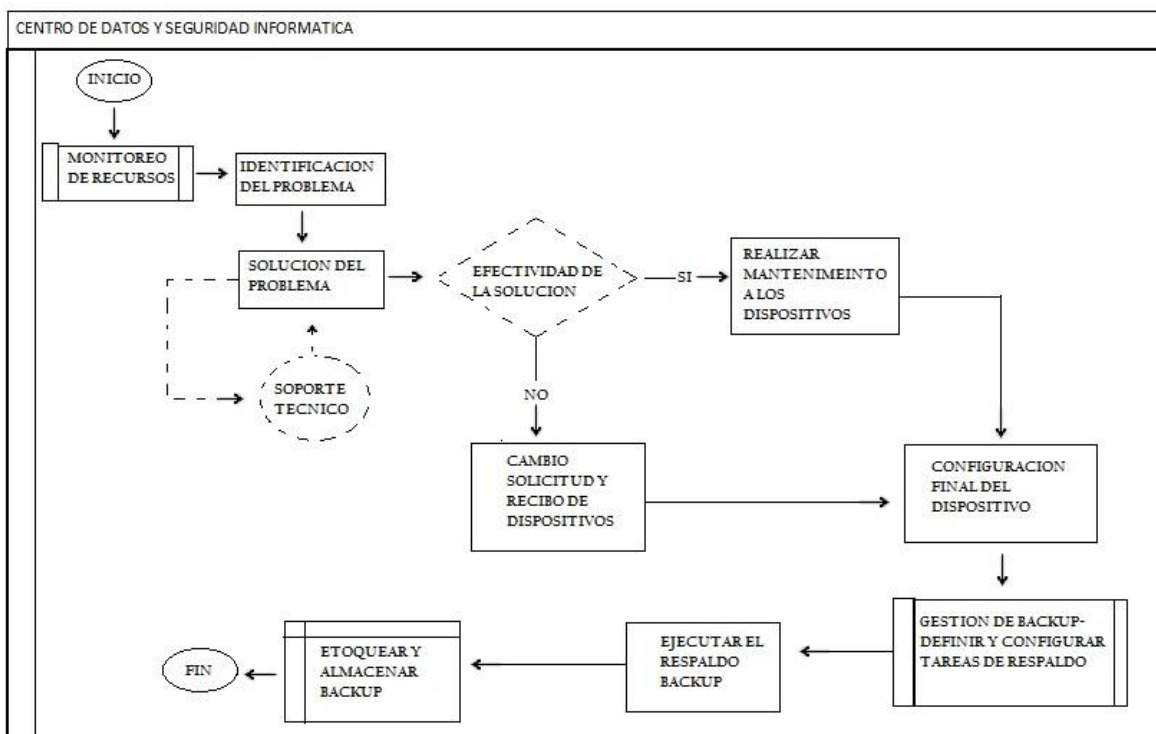 CENTRO DE DATOS Y SEGURIDAD INFORMATICA
INICIO
MONITOREO
DE RECURSOS
IDENTIFICACION
DEL PROBLEMA
SOLUCION DEL
PROBLEMA
SOPORTE
TECNICO
EFECTIVIDAD DE
LA SOLUCION
SI
REALIZAR
MANTENIMEINTO
A LOS
DISPOSITIVOS
NO
CAMBIO
SOLICITUD Y
RECIBO DE
DISPOSITIVOS
CONFIGURACION
FINAL DEL
DISPOSITIVO
GESTION DE BACKUP-
DEFINIR Y CONFIGURAR
TAREAS DE RESPALDO
EJECUTAR EL
RESPALDO
BACKUP
ETOQUEAR Y
ALMACENAR
BACKUP
FIN